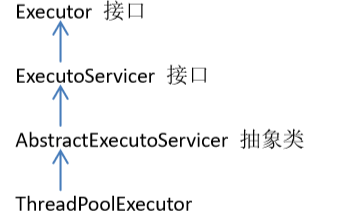 Executor 接口
ExecutoServicer 接口
AbstractExecutoServicer 抽象类
ThreadPoolExecutor